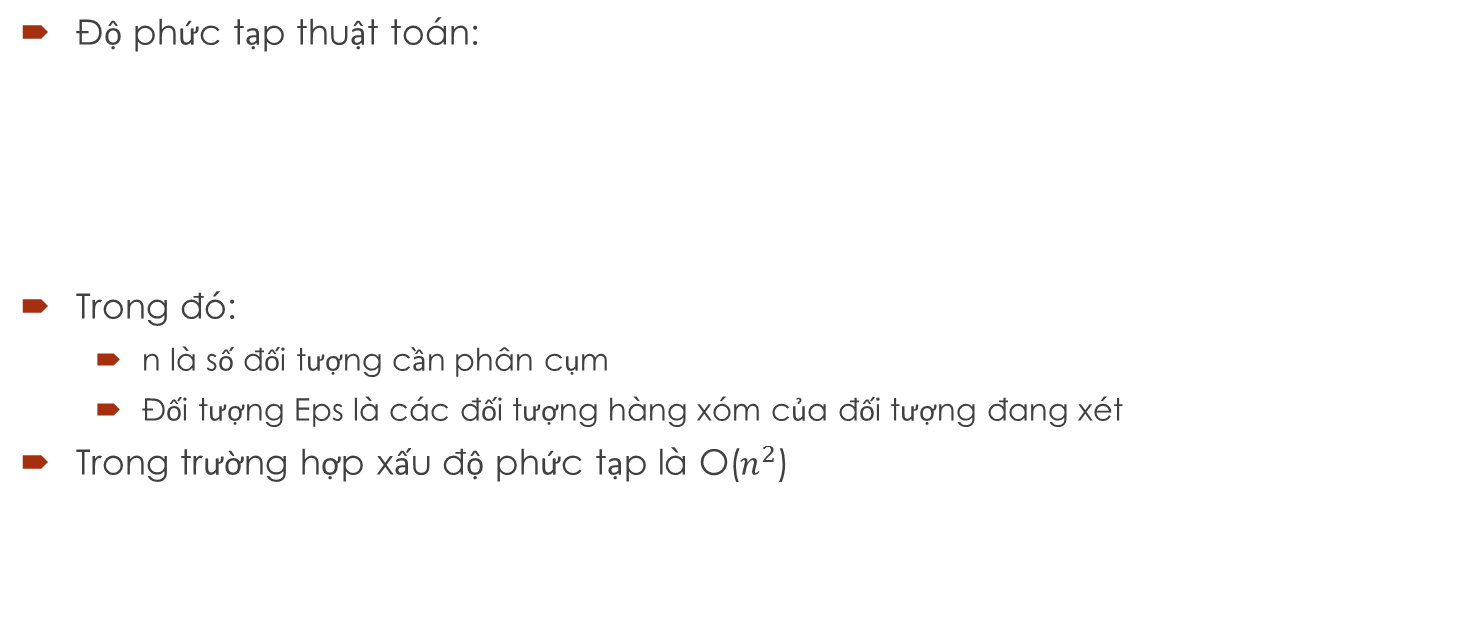 Độ phức tạp thuật toán:
Trong đó:
n là số đối tượng cần phân cụm
Đối tượng Eps là các đối tượng hàng xóm của đối tượng đang xét
Trong trường hợp xấu độ phức tạp là O(𝑛²)